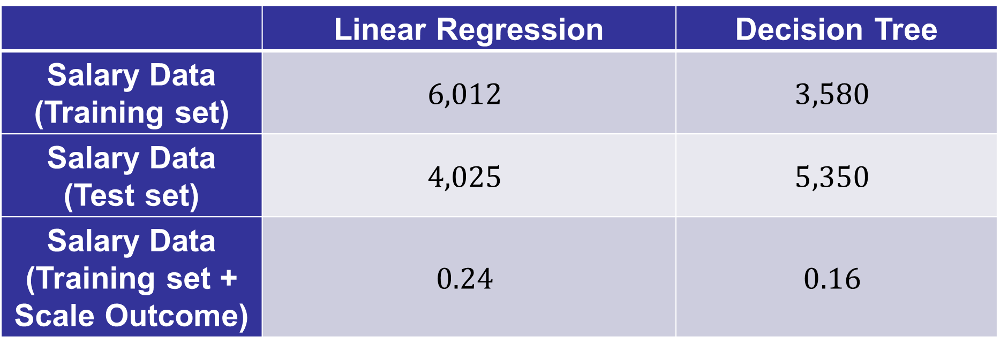 Linear Regression Decision Tree
Salary Data
(Training set) 6,012 3,580
Salary Data
(Test set) 4,025 5,350
Salary Data
(Training set +
Scale Outcome) 0.24 0.16